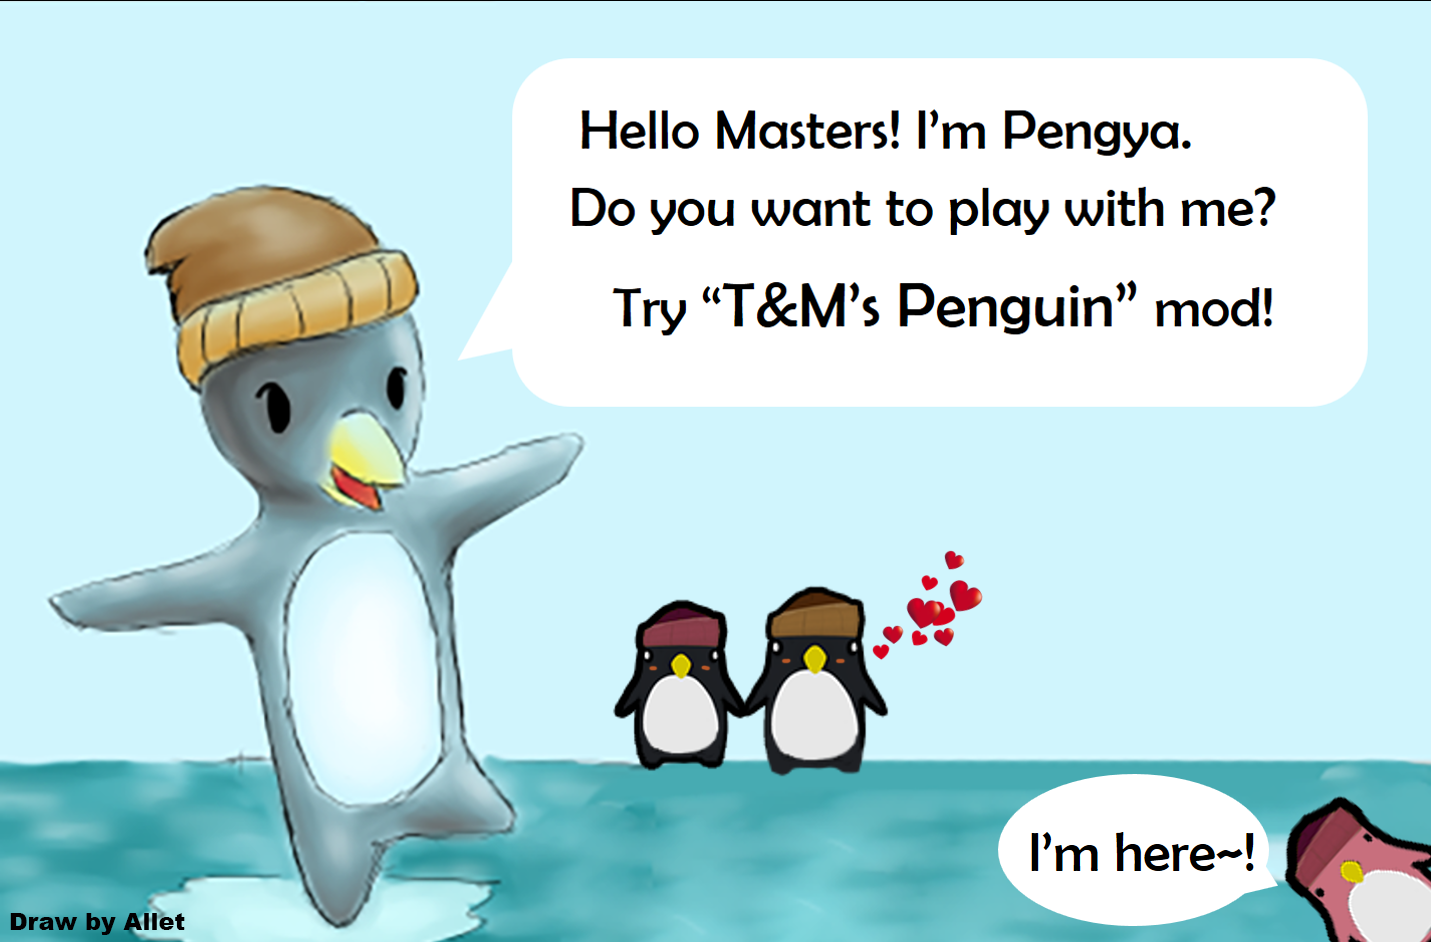 Hello Masters! I'm Pengya.
Do you want to play with me?
Try “T&M’s Penguin” mod!
I'm here~!
Draw by Allet